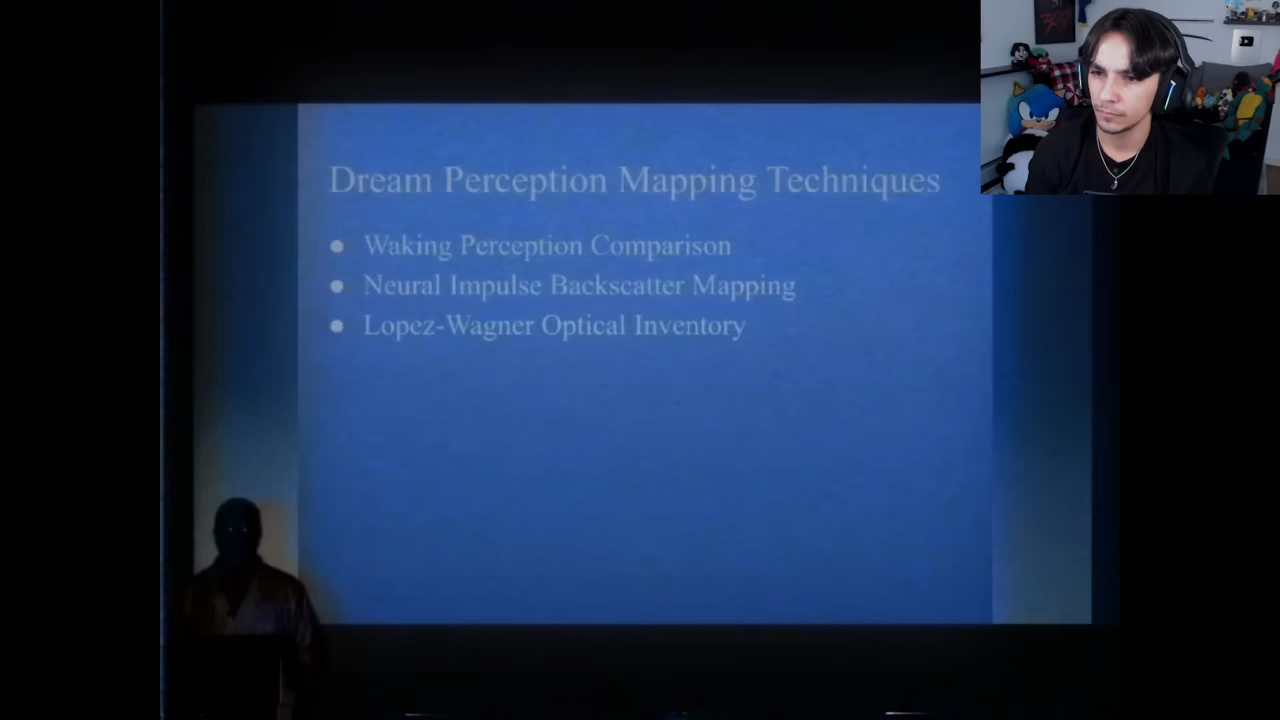 Dream Perception Mapping Techniques
● Waking Perception Comparison
● Neural Impulse Backscatter Mapping
● Lopez-Wagner Optical Inventory